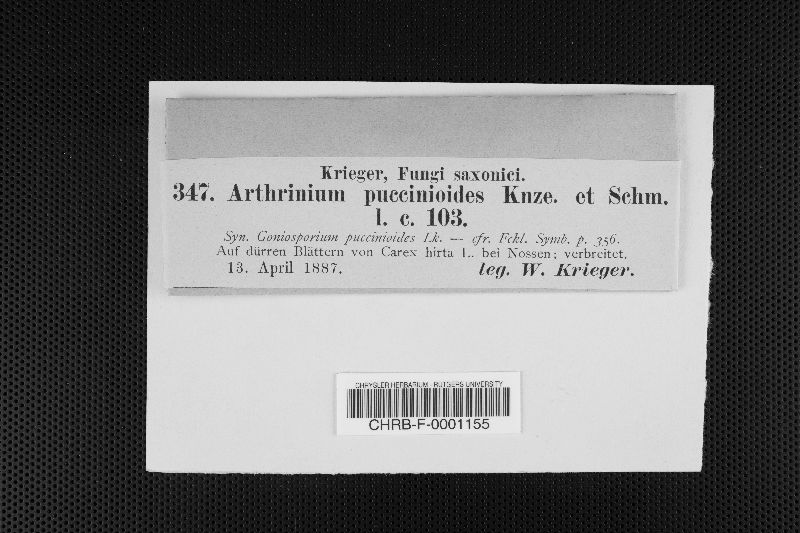 Krieger, Fungi saxonici.
347. Arthrinium puccinioides Knze. et Schm.
l. c. 103.
Syn. Goniosporium puccinioides Lk. — cfr. Fckl. Symb. p. 356.
Auf dürren Blättern von Carex hirta L. bei Nossen; verbreitet.
13. April 1887. leg. W. Krieger.
CHRYSLER HERBARIUM - RUTGERS UNIVERSITY
CHRB-F-0001155